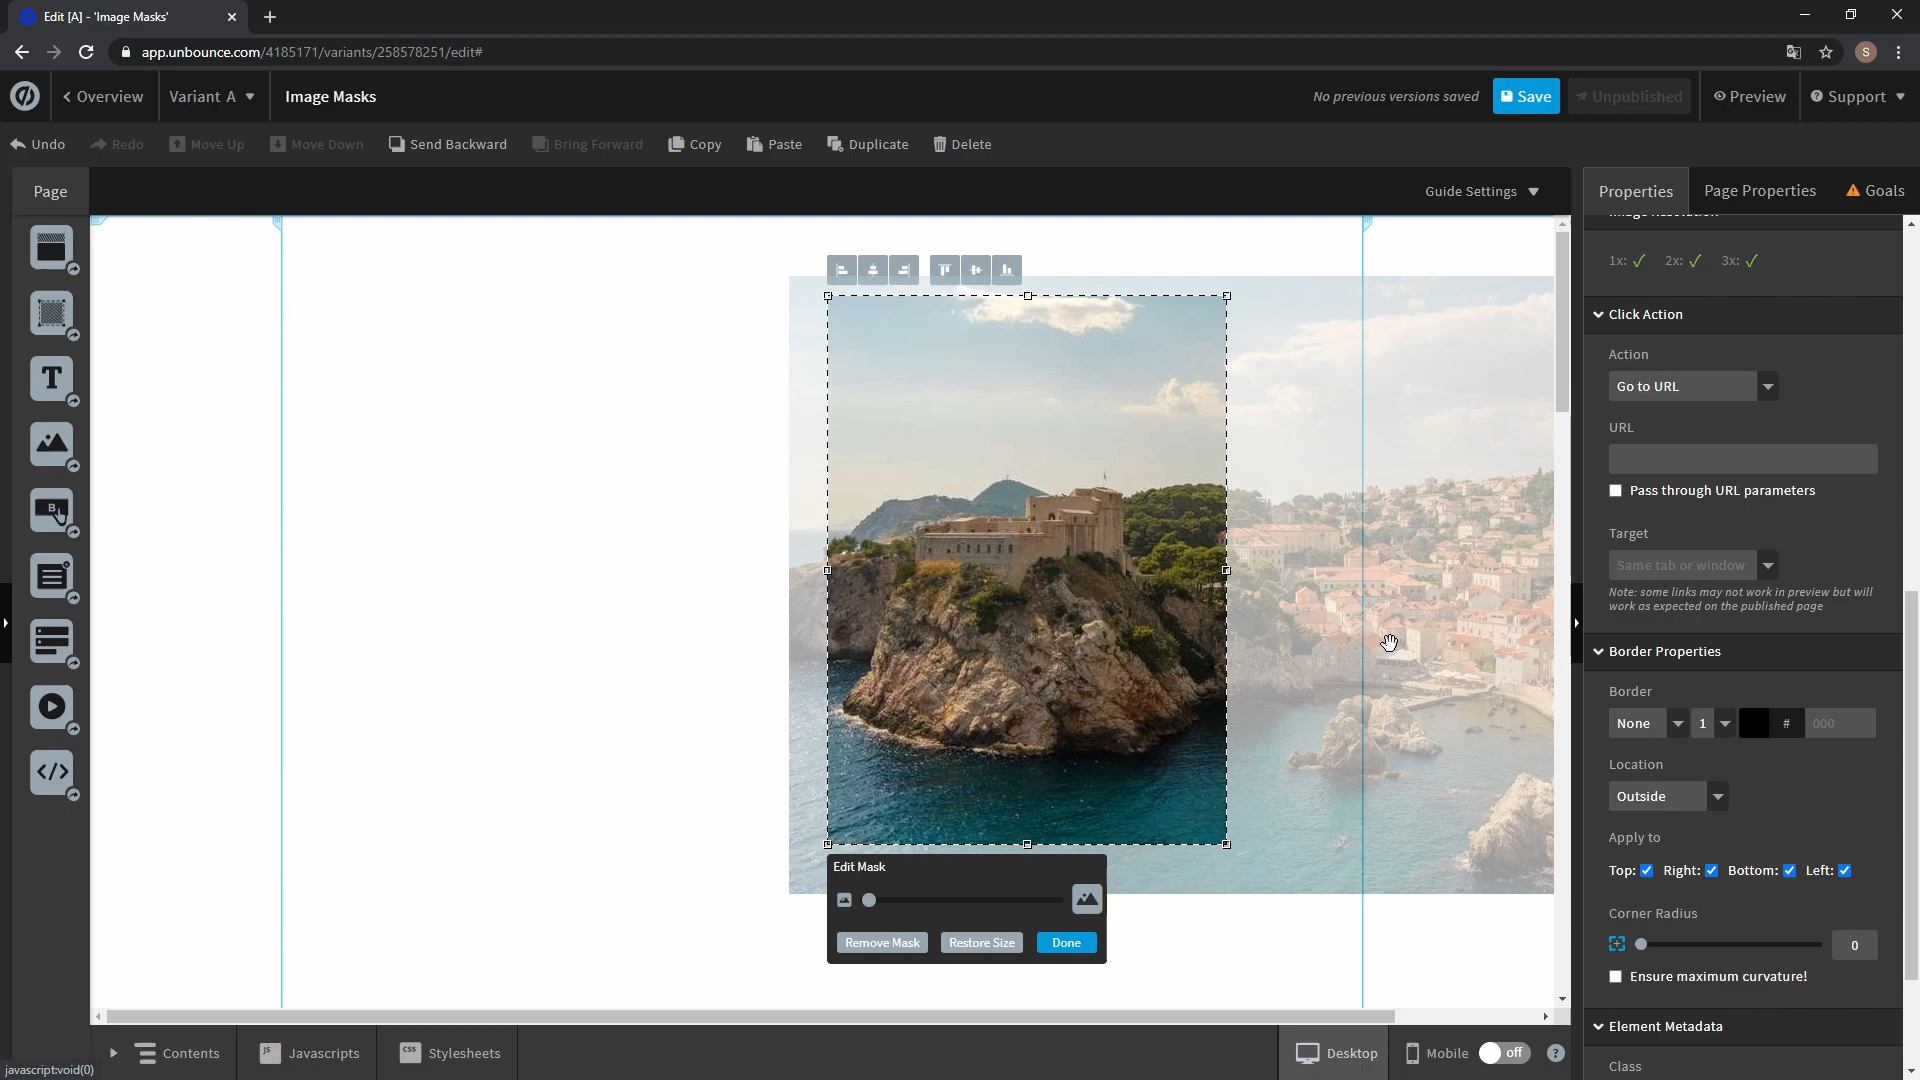 Edit [A] - 'Image Masks'
app.unbounce.com/4185171/variants/258578251/edit#
S
Overview
Variant A
Image Masks
No previous versions saved
Save
Unpublished
Preview
Support
Undo
Redo
Move Up
Move Down
Send Backward
Bring Forward
Copy
Paste
Duplicate
Delete
Page
Guide Settings
Properties
Page Properties
Goals
1x: 2x: 3x:
Click Action
Action
Go to URL
URL
Pass through URL parameters
Target
Same tab or window
Note: some links may not work in preview but will
work as expected on the published page
Border Properties
Border
None 1 # 000
Location
Outside
Apply to
Top: Right: Bottom: Left:
Corner Radius
0
Ensure maximum curvature!
Element Metadata
Class
T
B
</>
Edit Mask
Remove Mask
Restore Size
Done
Contents
JS Javascripts
CSS Stylesheets
Desktop
Mobile
off
?
javascript:void(0)